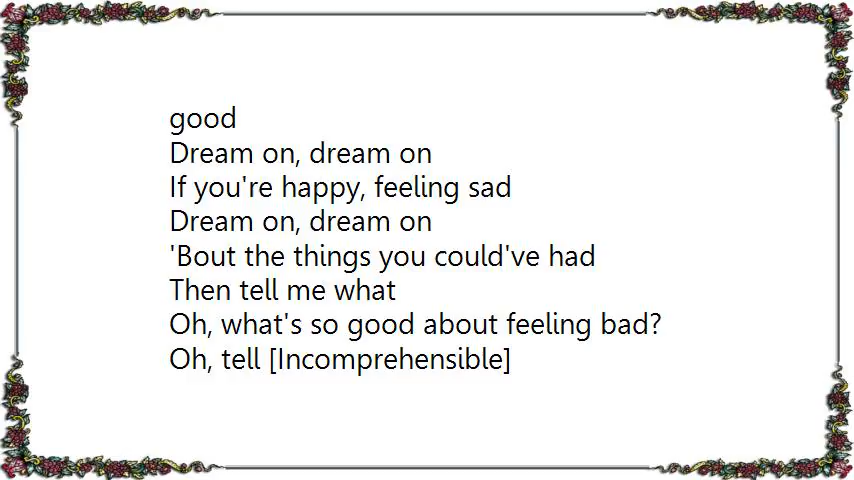 good
Dream on, dream on
If you're happy, feeling sad
Dream on, dream on
'Bout the things you could've had
Then tell me what
Oh, what's so good about feeling bad?
Oh, tell [Incomprehensible]